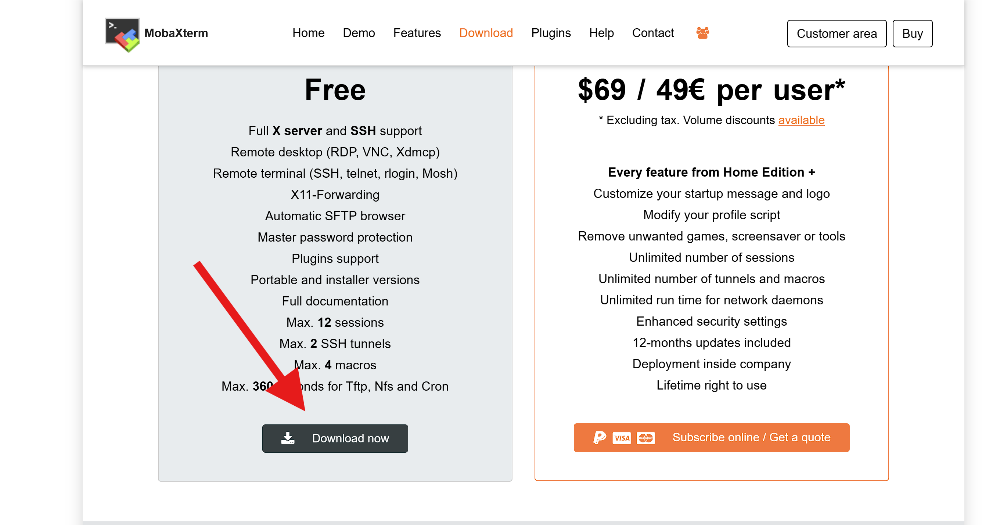 >_
MobaXterm
Home
Demo
Features
Download
Plugins
Help
Contact
Customer area
Buy
Free
Full X server and SSH support
Remote desktop (RDP, VNC, Xdmcp)
Remote terminal (SSH, telnet, rlogin, Mosh)
X11-Forwarding
Automatic SFTP browser
Master password protection
Plugins support
Portable and installer versions
Full documentation
Max. 12 sessions
Max. 2 SSH tunnels
Max. 4 macros
Max. 360 onds for Tftp, Nfs and Cron
Download now
$69 / 49€ per user*
* Excluding tax. Volume discounts available
Every feature from Home Edition +
Customize your startup message and logo
Modify your profile script
Remove unwanted games, screensaver or tools
Unlimited number of sessions
Unlimited number of tunnels and macros
Unlimited run time for network daemons
Enhanced security settings
12-months updates included
Deployment inside company
Lifetime right to use
VISA MasterCard Subscribe online / Get a quote